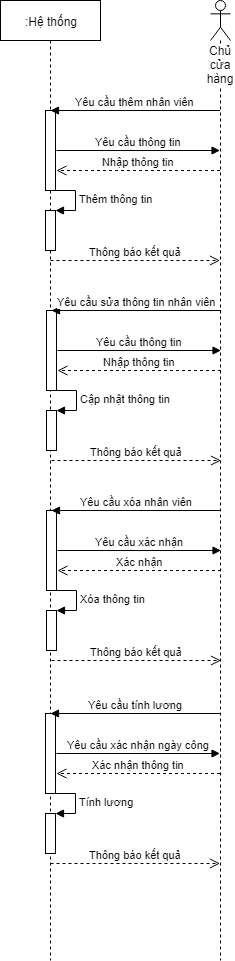 :Hệ thống
Chủ
cửa
hàng
Yêu cầu thêm nhân viên
Yêu cầu thông tin
Nhập thông tin
Thêm thông tin
Thông báo kết quả
Yêu cầu sửa thông tin nhân viên
Yêu cầu thông tin
Nhập thông tin
Cập nhật thông tin
Thông báo kết quả
Yêu cầu xóa nhân viên
Yêu cầu xác nhận
Xác nhận
Xóa thông tin
Thông báo kết quả
Yêu cầu tính lương
Yêu cầu xác nhận ngày công
Xác nhận thông tin
Tính lương
Thông báo kết quả